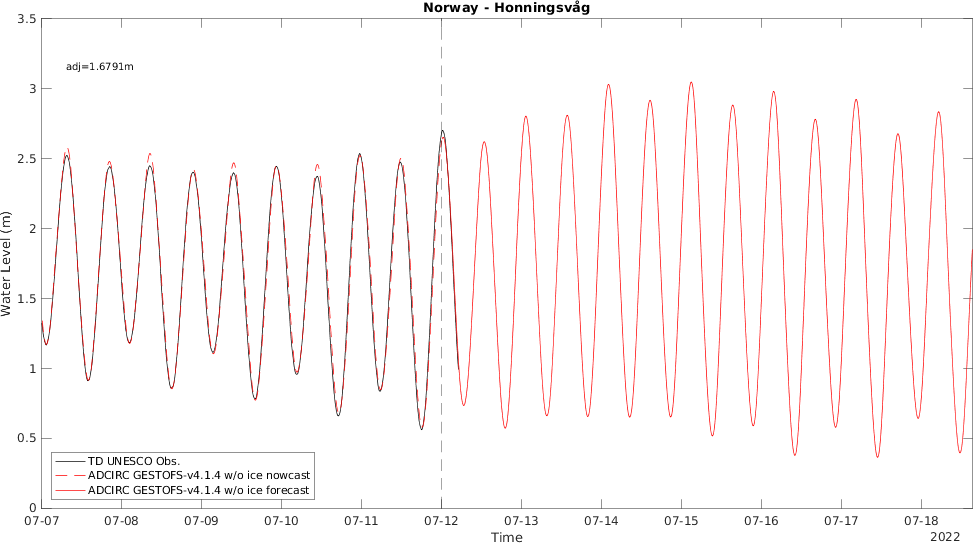 Norway - Honningsvåg
3.5
adj=1.6791m
3
2.5
2
1.5
1
0.5
0
Water Level (m)
TD UNESCO Obs.
ADCIRC GESTOFS-v4.1.4 w/o ice nowcast
ADCIRC GESTOFS-v4.1.4 w/o ice forecast
07-07 07-08 07-09 07-10 07-11 07-12 07-13 07-14 07-15 07-16 07-17 07-18
Time
2022